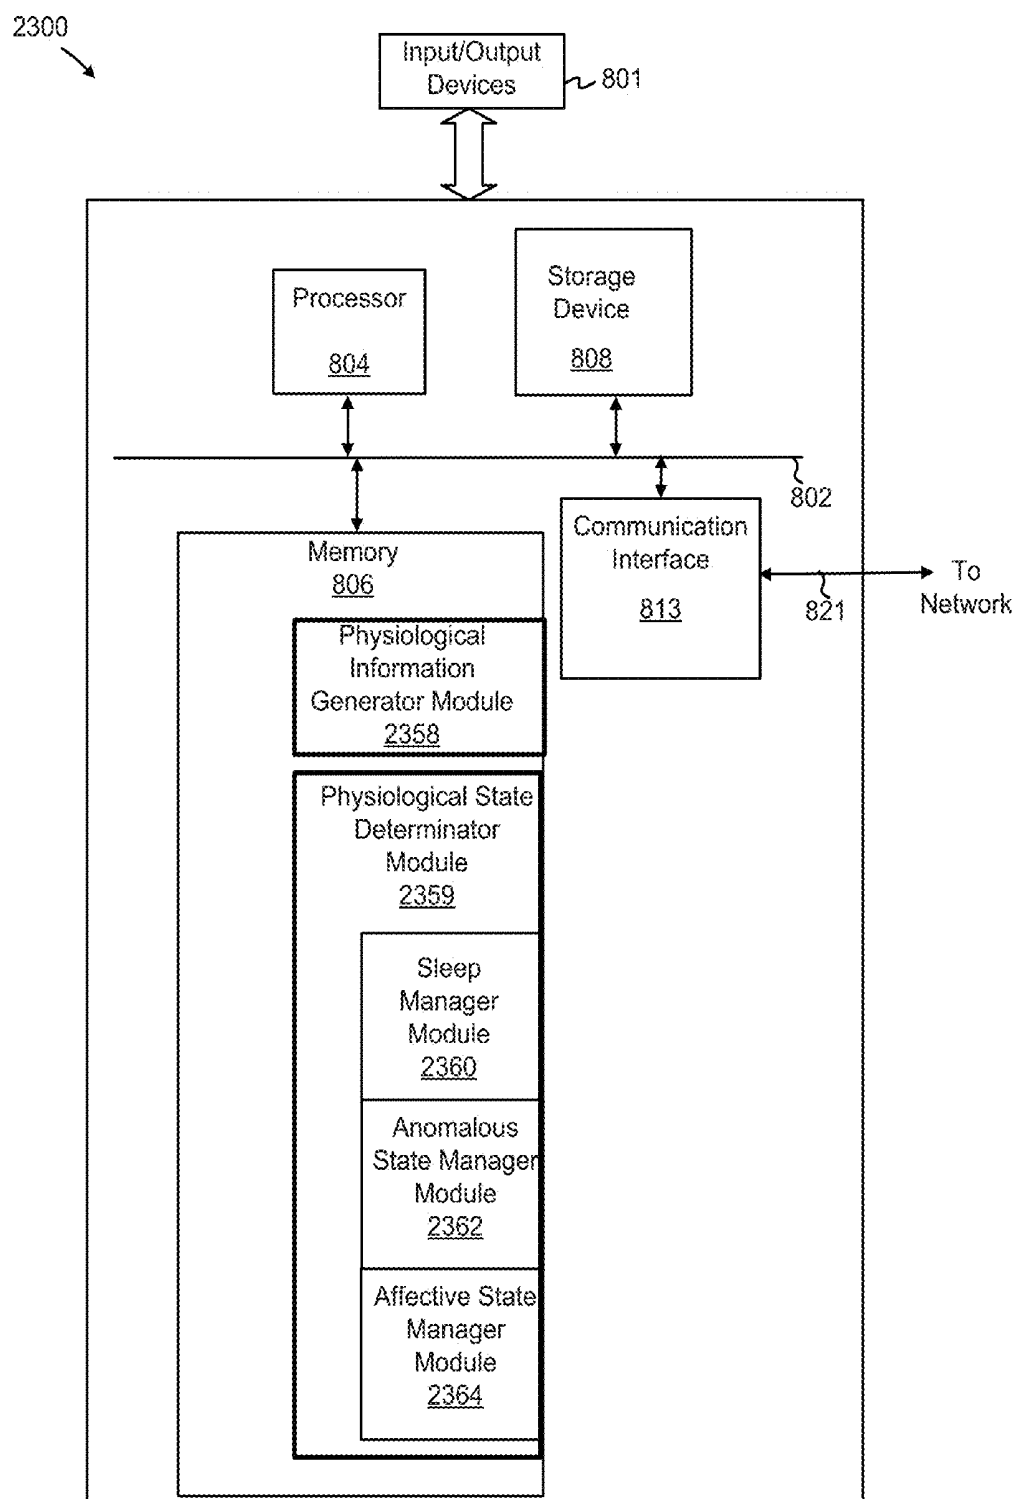 2300
Input/Output
Devices
801
Storage
Device
808
Processor
804
802
Communication
Interface
813
821
To
Network
Memory
806
Physiological
Information
Generator Module
2358
Physiological State
Determinator
Module
2359
Sleep
Manager
Module
2360
Anomalous
State Manager
Module
2362
Affective State
Manager
Module
2364